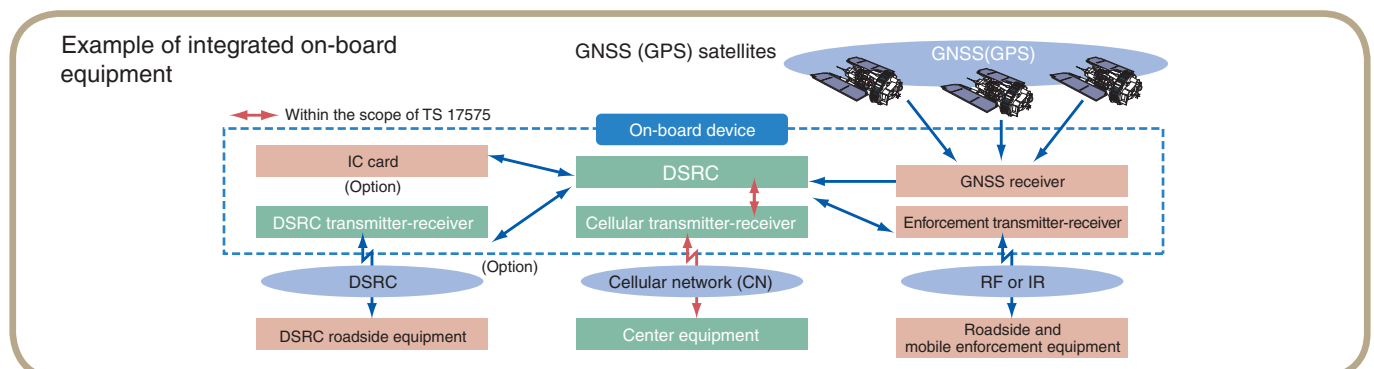 Example of integrated on-board
equipment
GNSS (GPS) satellites
GNSS(GPS)
Within the scope of TS 17575
On-board device
IC card
(Option)
DSRC
GNSS receiver
DSRC transmitter-receiver
Cellular transmitter-receiver
Enforcement transmitter-receiver
(Option)
DSRC
Cellular network (CN)
RF or IR
DSRC roadside equipment
Center equipment
Roadside and
mobile enforcement equipment